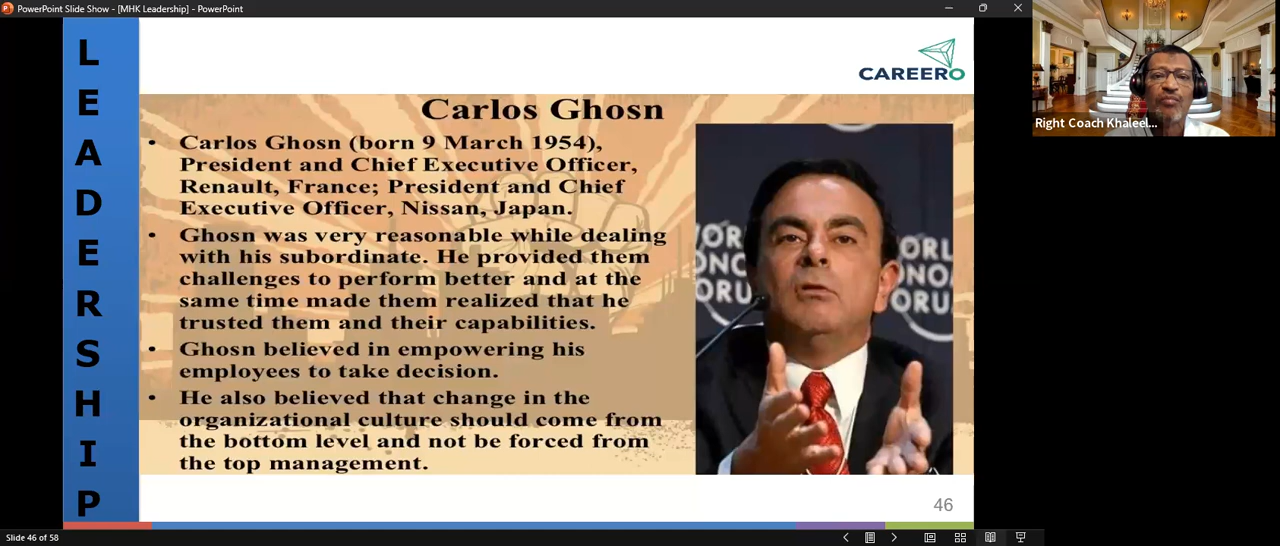 PowerPoint Slide Show - [MHK Leadership] - PowerPoint
LEADERSHIP
CAREERO
Carlos Ghosn
• Carlos Ghosn (born 9 March 1954),
President and Chief Executive Officer,
Renault, France; President and Chief
Executive Officer, Nissan, Japan.
• Ghosn was very reasonable while dealing
with his subordinate. He provided them
challenges to perform better and at the
same time made them realized that he
trusted them and their capabilities.
• Ghosn believed in empowering his
employees to take decision.
• He also believed that change in the
organizational culture should come from
the bottom level and not be forced from
the top management.
46
Slide 46 of 58
Right Coach Khaleel...